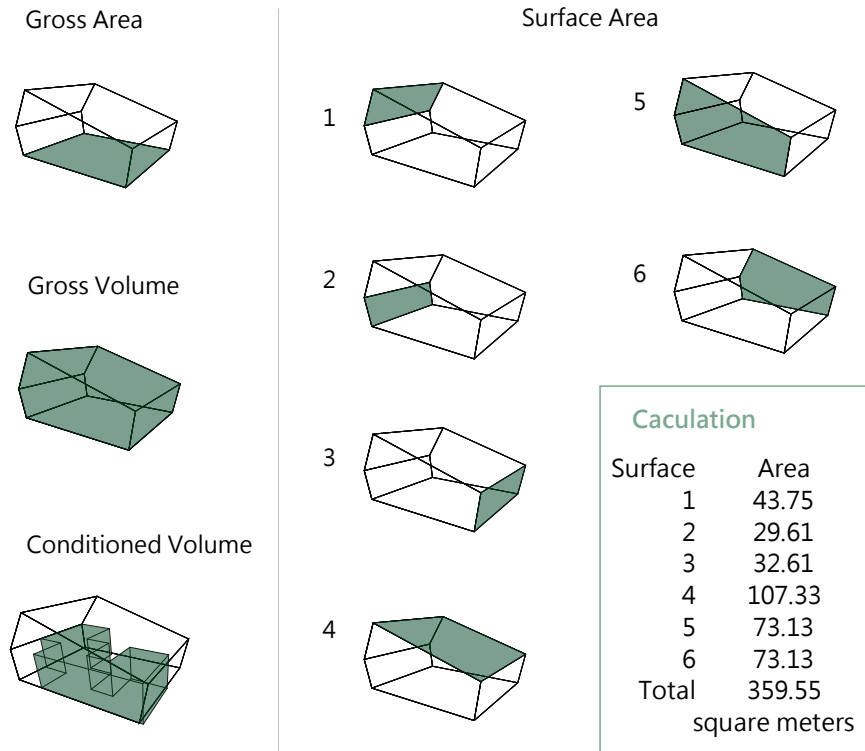 Gross Area
Gross Volume
Conditioned Volume
Surface Area
1
2
3
4
5
6
Caculation
Surface Area
1 43.75
2 29.61
3 32.61
4 107.33
5 73.13
6 73.13
Total 359.55
square meters